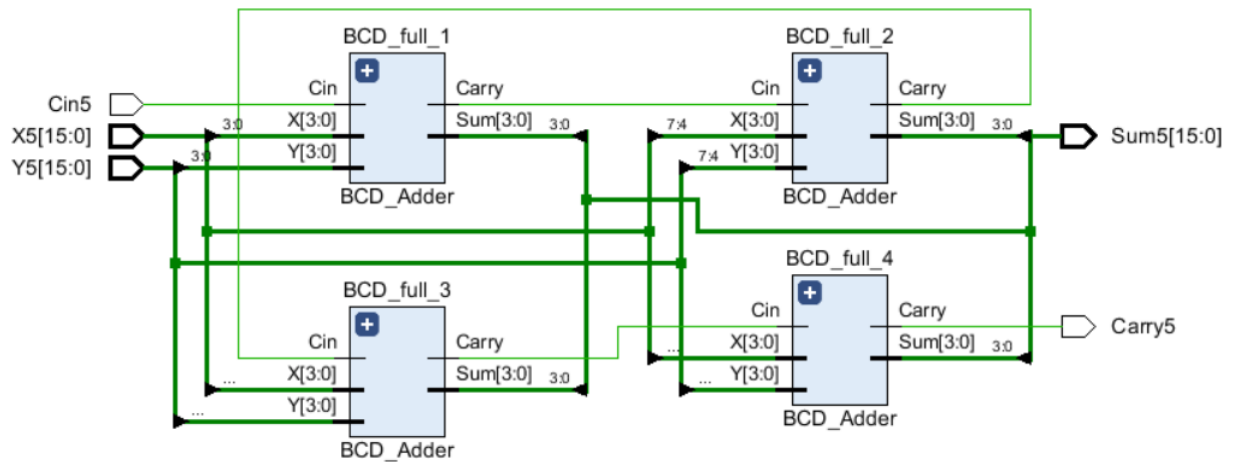 BCD_full_1
BCD_full_2
Cin
Carry
Cin
Carry
Cin5
X5[15:0]
3:0
X[3:0]
Sum[3:0]
3:0
7:4
X[3:0]
Sum[3:0]
3:0
Sum5[15:0]
Y5[15:0]
3:0
Y[3:0]
7:4
Y[3:0]
BCD_Adder
BCD_Adder
BCD_full_3
BCD_full_4
Cin
Carry
Cin
Carry
Carry5
...
X[3:0]
Sum[3:0]
3:0
...
X[3:0]
Sum[3:0]
3:0
...
Y[3:0]
...
Y[3:0]
BCD_Adder
BCD_Adder